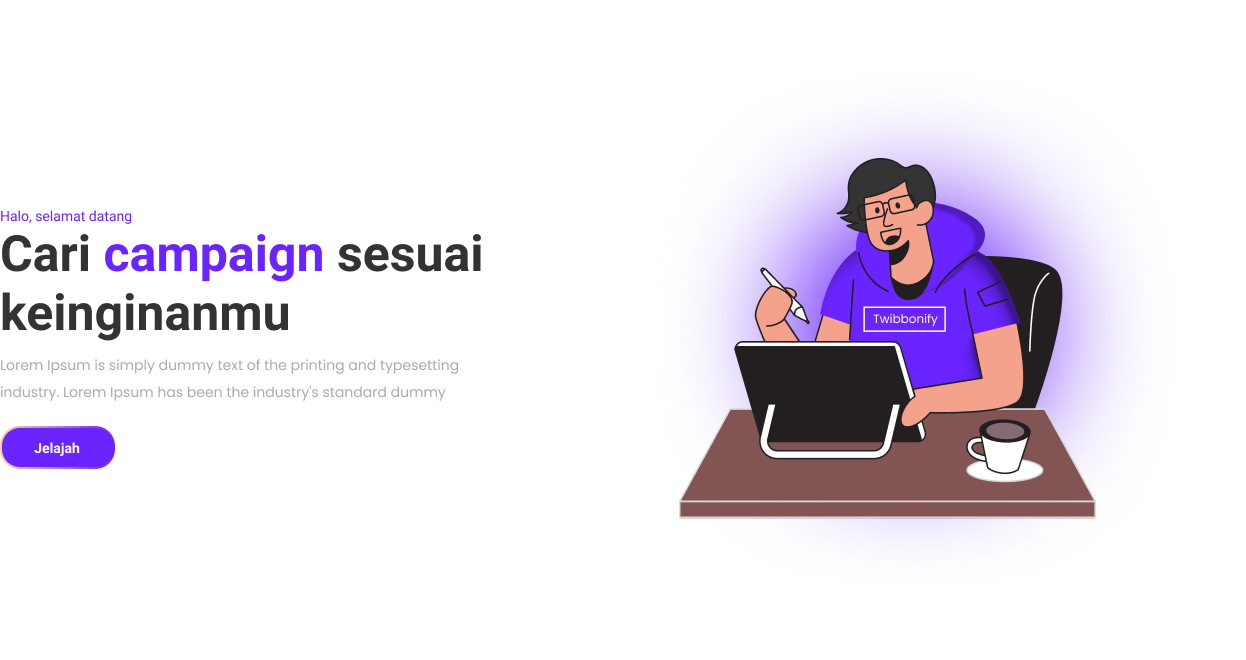 Halo, selamat datang
Cari campaign sesuai
keinginanmu
Lorem Ipsum is simply dummy text of the printing and typesetting
industry. Lorem Ipsum has been the industry's standard dummy
Jelajah
Twibbonify